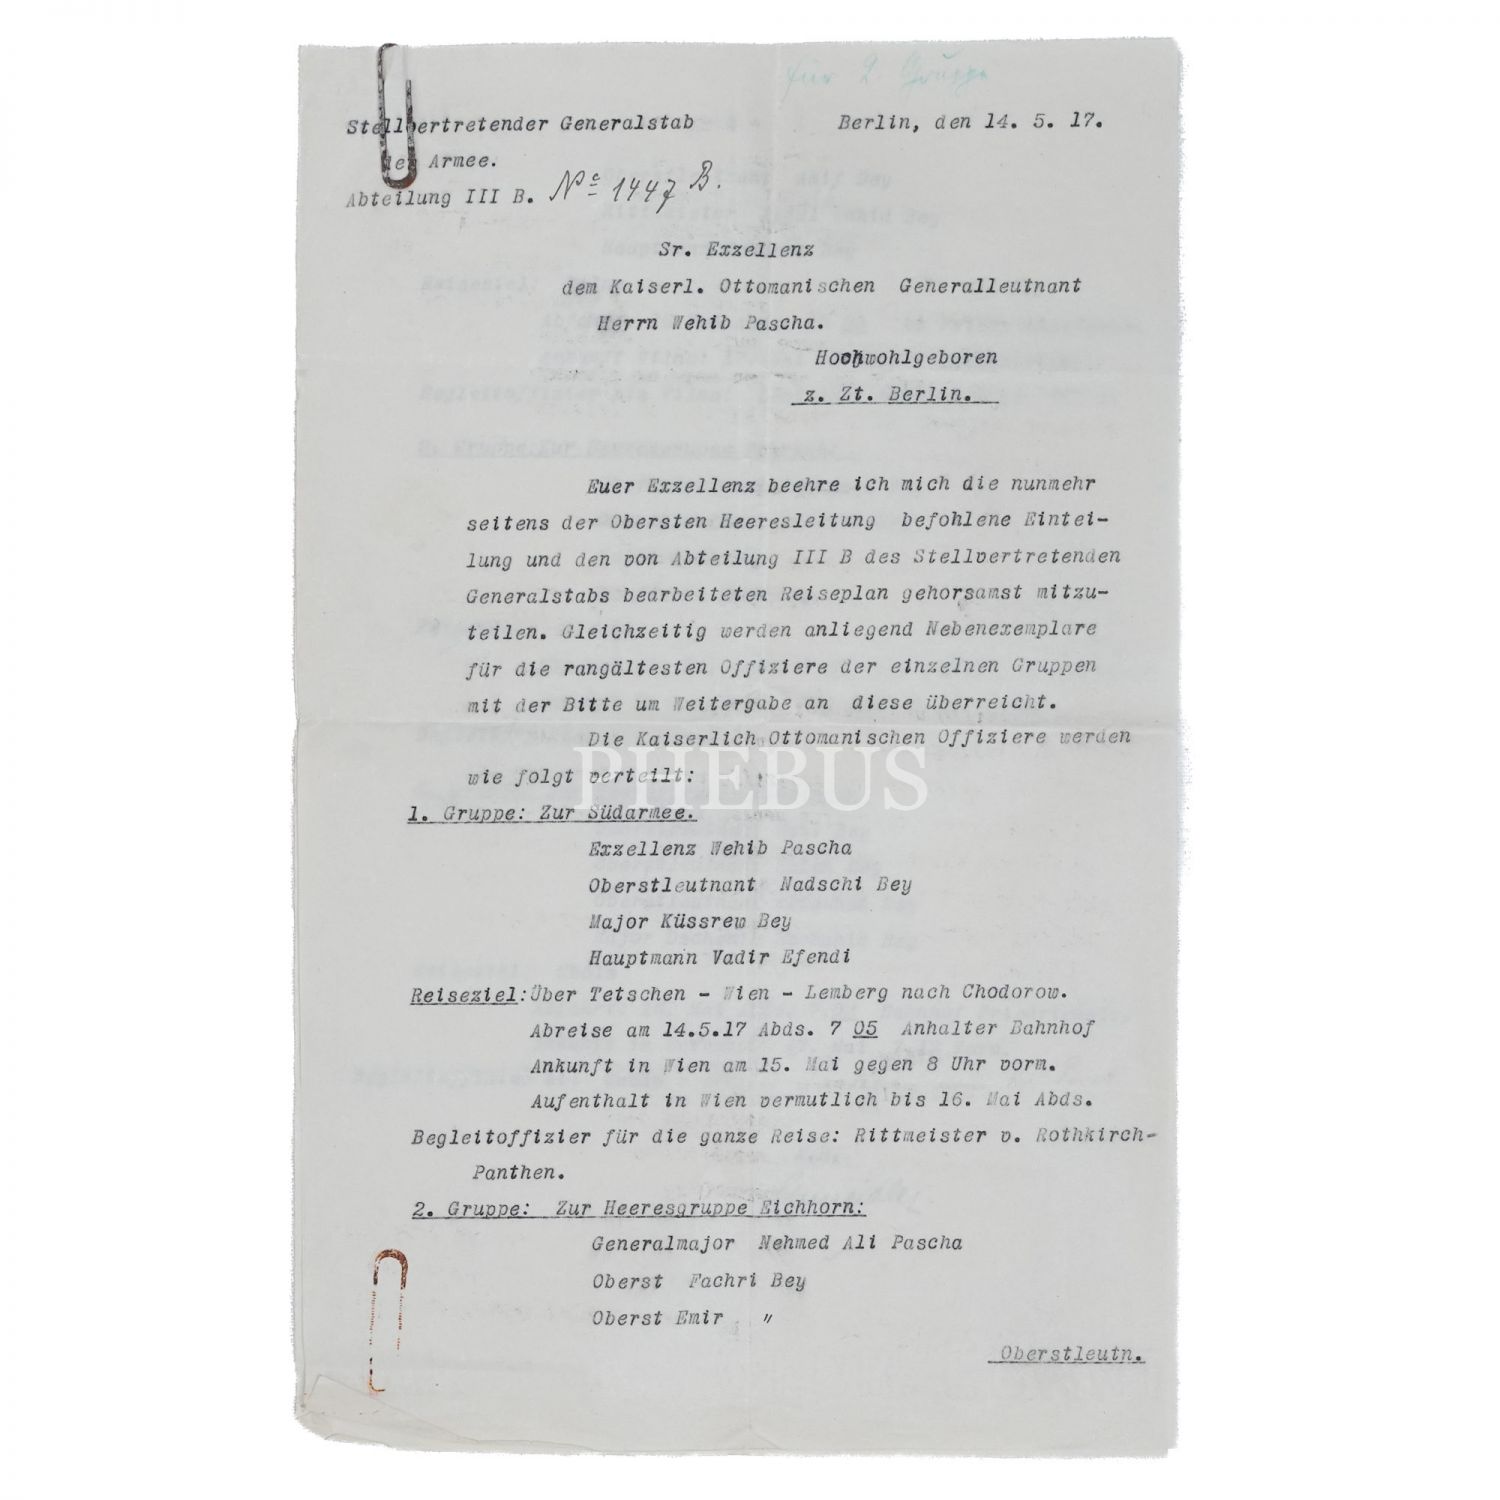 für 2. Gruppe
Stellvertretender Generalstab Berlin, den 14. 5. 17.
der Armee.
Abteilung III B. No 1447 B.
Sr. Exzellenz
dem Kaiserl. Ottomanischen Generalleutnant
Herrn Wehib Pascha.
Hochwohlgeboren
z. Zt. Berlin.
Euer Exzellenz beehre ich mich die nunmehr
seitens der Obersten Heeresleitung befohlene Eintei-
lung und den von Abteilung III B des Stellvertretenden
Generalstabs bearbeiteten Reiseplan gehorsamst mitzu-
teilen. Gleichzeitig werden anliegend Nebenexemplare
für die rangältesten Offiziere der einzelnen Gruppen
mit der Bitte um Weitergabe an diese überreicht.
Die Kaiserlich Ottomanischen Offiziere werden
wie folgt verteilt:
PHEBUS
1. Gruppe: Zur Südarmee.
Exzellenz Wehib Pascha
Oberstleutnant Nadschi Bey
Major Küssrew Bey
Hauptmann Vadir Efendi
Reiseziel: Über Tetschen - Wien - Lemberg nach Chodorow.
Abreise am 14.5.17 Abds. 7 05 Anhalter Bahnhof
Ankunft in Wien am 15. Mai gegen 8 Uhr vorm.
Aufenthalt in Wien vermutlich bis 16. Mai Abds.
Begleitoffizier für die ganze Reise: Rittmeister v. Rothkirch-
Panthen.
2. Gruppe: Zur Heeresgruppe Eichhorn:
Generalmajor Mehmed Ali Pascha
Oberst Fachri Bey
Oberst Emir "
Oberstleutn.